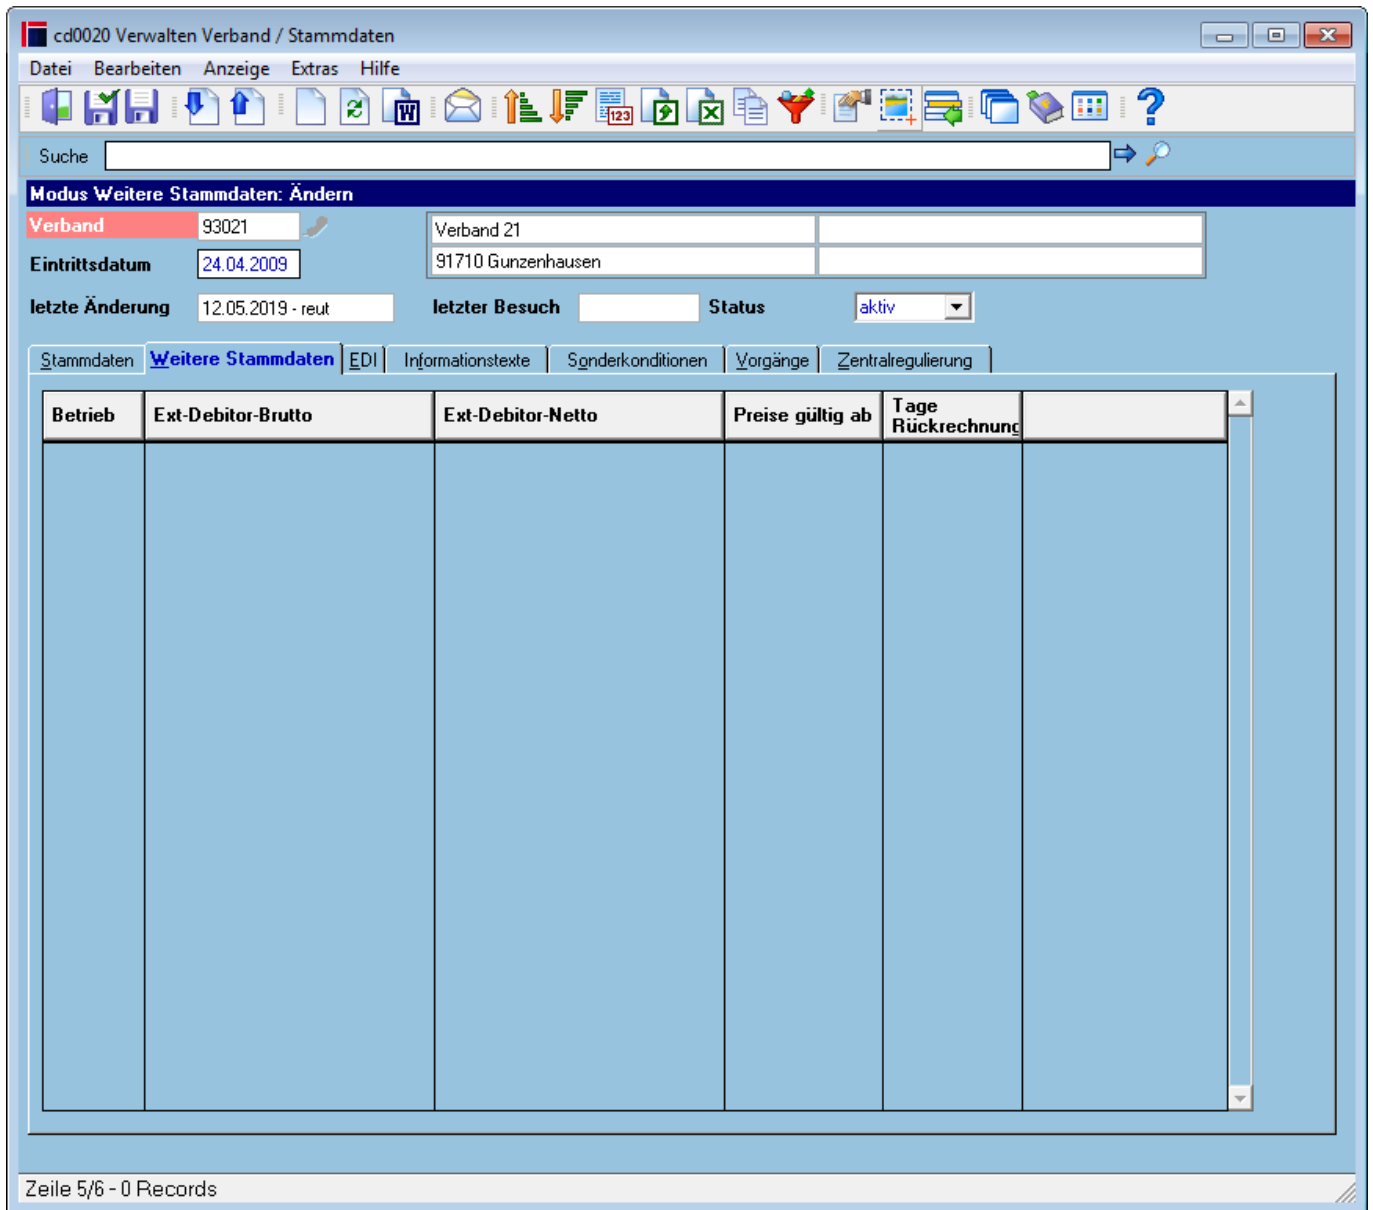 cd0020 Verwalten Verband / Stammdaten
Datei Bearbeiten Anzeige Extras Hilfe
W 123
Suche
Modus Weitere Stammdaten: Ändern
Verband 93021 Verband 21
Eintrittsdatum 24.04.2009 91710 Gunzenhausen
letzte Änderung 12.05.2019 - reut letzter Besuch Status aktiv
Stammdaten Weitere Stammdaten EDI Informationstexte Sonderkonditionen Vorgänge Zentralregulierung
Betrieb Ext-Debitor-Brutto Ext-Debitor-Netto Preise gültig ab Tage
Rückrechnung
Zeile 5/6 - 0 Records